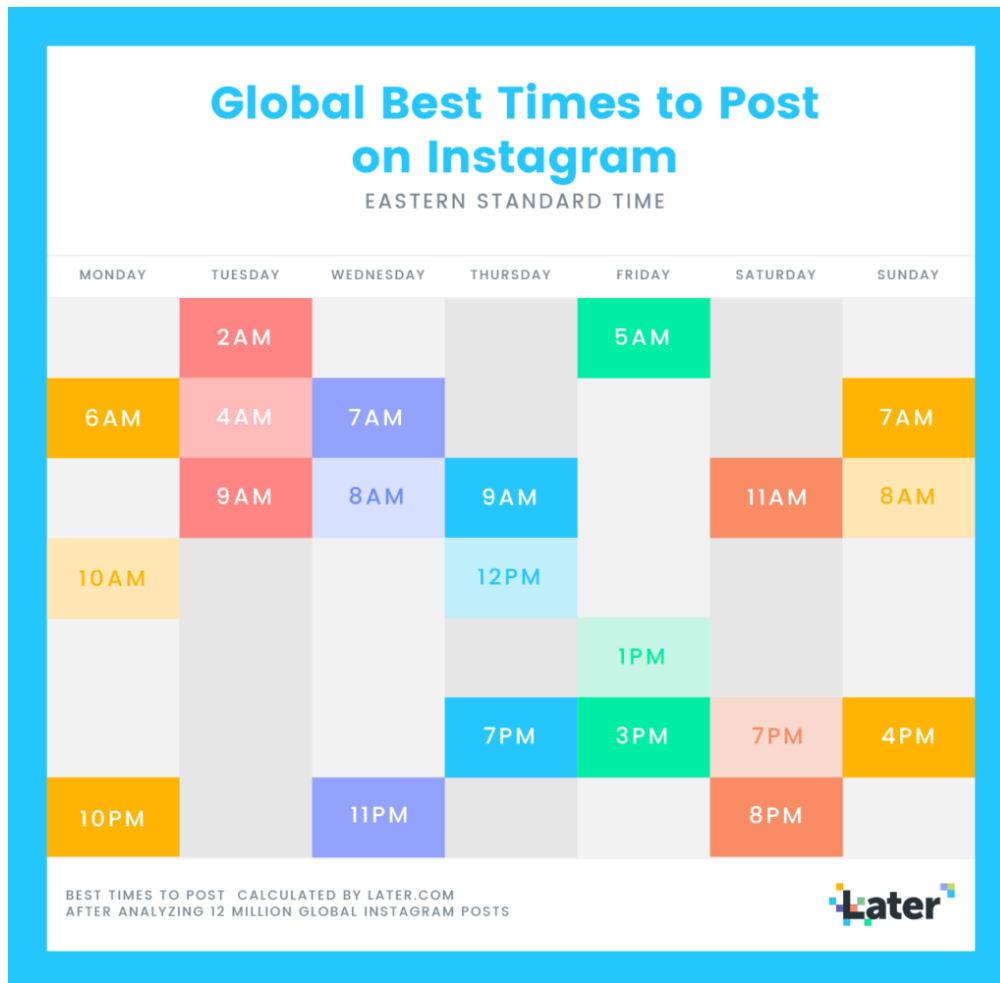 Global Best Times to Post
on Instagram
EASTERN STANDARD TIME
MONDAY TUESDAY WEDNESDAY THURSDAY FRIDAY SATURDAY SUNDAY
2AM 5AM
6AM 4AM 7AM 7AM
9AM 8AM 9AM 11AM 8AM
10AM 12PM
1PM
7PM 3PM 7PM 4PM
10PM 11PM 8PM
BEST TIMES TO POST CALCULATED BY LATER.COM
AFTER ANALYZING 12 MILLION GLOBAL INSTAGRAM POSTS
Later